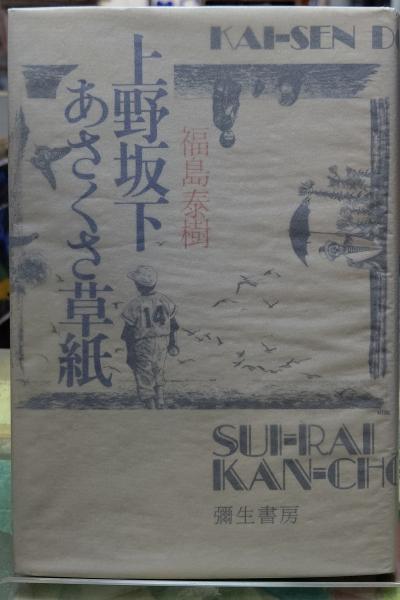 KAI=SEN D
上野坂下
あさくさ草紙
福島泰樹
14
SUI=RAI
KAN=CHO
彌生書房